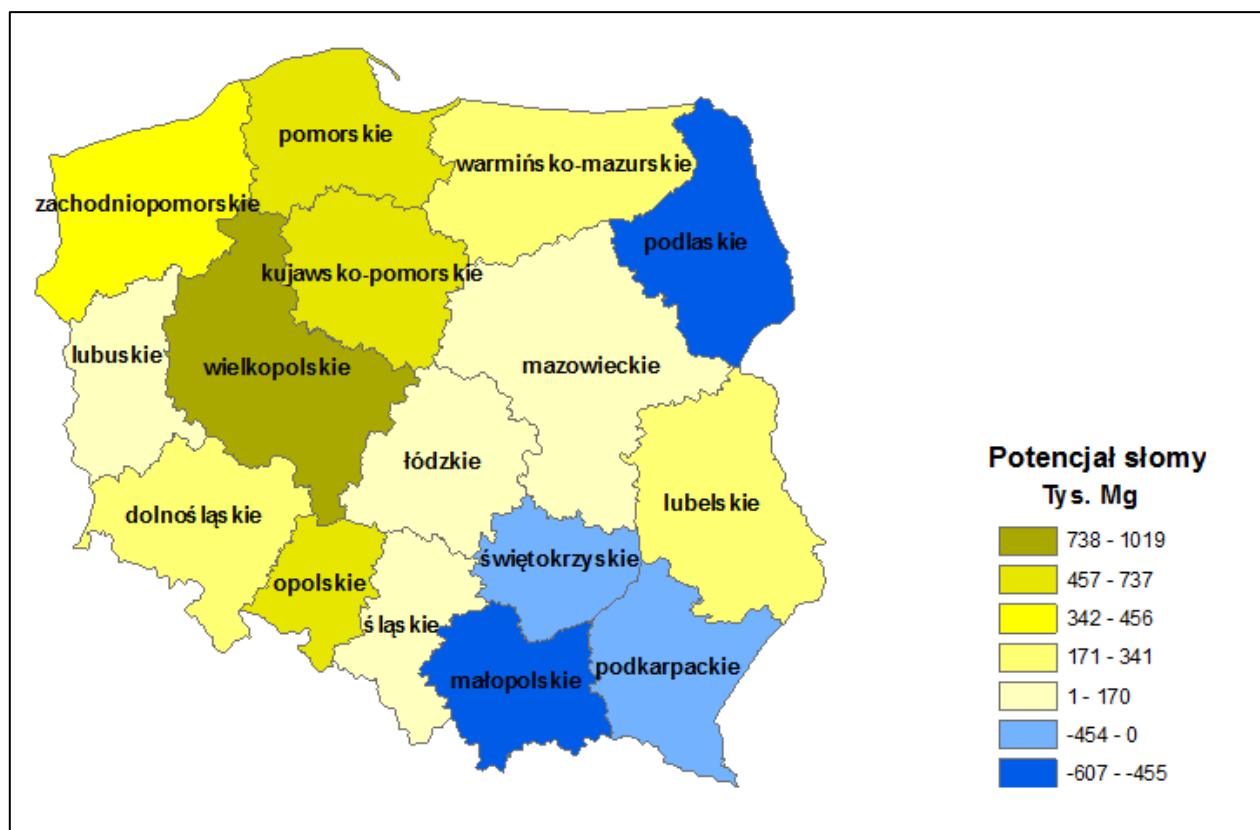 pomorskie
warmińsko-mazurskie
zachodniopomorskie
podlaskie
kujawsko-pomorskie
lubuskie
wielkopolskie
mazowieckie
łódzkie
lubelskie
dolnośląskie
świętokrzyskie
opolskie
śląskie
podkarpackie
małopolskie
Potencjał słomy
Tys. Mg
738 - 1019
457 - 737
342 - 456
171 - 341
1 - 170
-454 - 0
-607 - -455